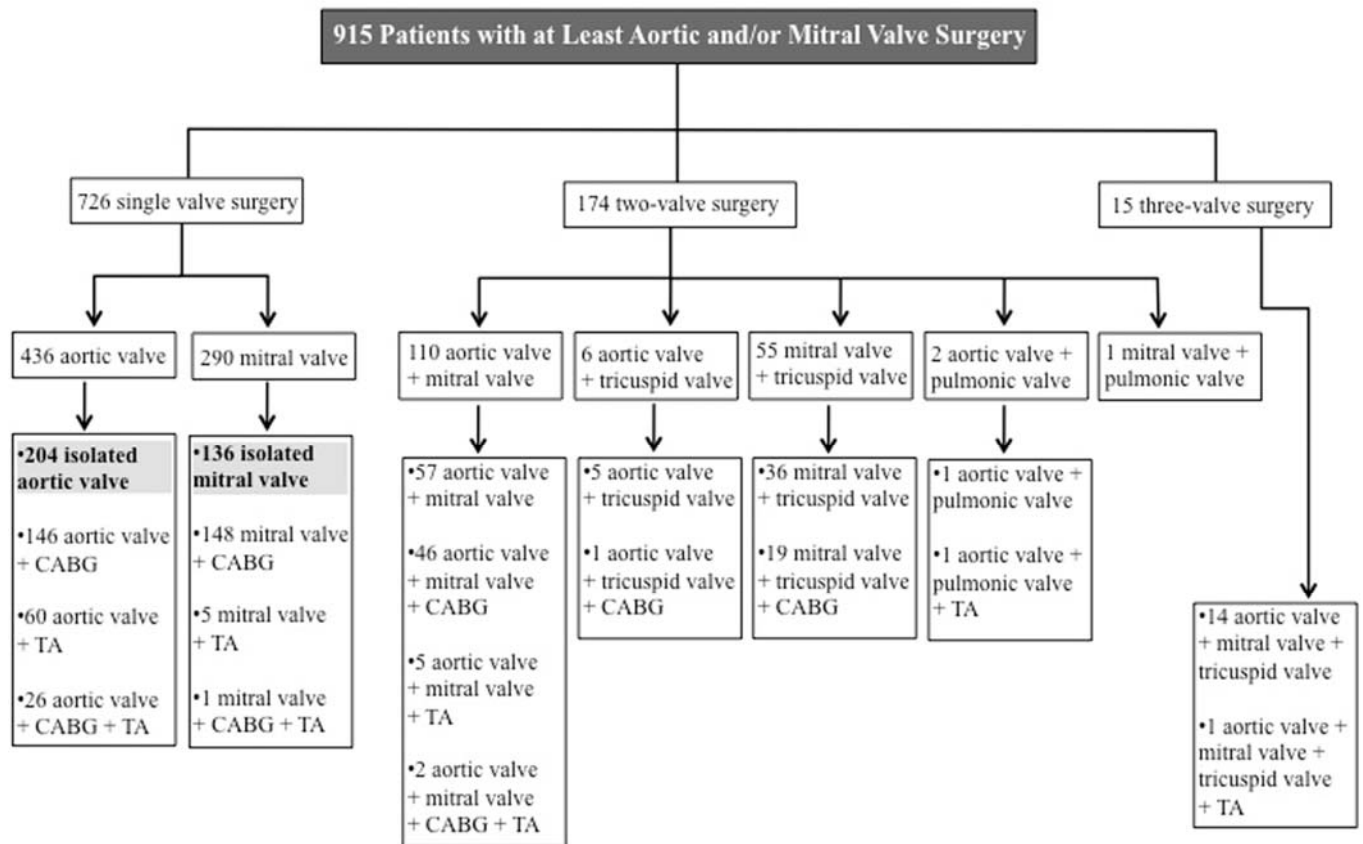 915 Patients with at Least Aortic and/or Mitral Valve Surgery
726 single valve surgery
174 two-valve surgery
15 three-valve surgery
436 aortic valve
290 mitral valve
110 aortic valve
+ mitral valve
6 aortic valve
+ tricuspid valve
55 mitral valve
+ tricuspid valve
2 aortic valve +
pulmonic valve
1 mitral valve +
pulmonic valve
•204 isolated
aortic valve
•146 aortic valve
+ CABG
•60 aortic valve
+ TA
•26 aortic valve
+ CABG + TA
•136 isolated
mitral valve
•148 mitral valve
+ CABG
•5 mitral valve
+ TA
•1 mitral valve
+ CABG + TA
•57 aortic valve
+ mitral valve
•46 aortic valve
+ mitral valve
+ CABG
•5 aortic valve
+ mitral valve
+ TA
•2 aortic valve
+ mitral valve
+ CABG + TA
•5 aortic valve
+ tricuspid valve
•1 aortic valve
+ tricuspid valve
+ CABG
•36 mitral valve
+ tricuspid valve
•19 mitral valve
+ tricuspid valve
+ CABG
•1 aortic valve +
pulmonic valve
•1 aortic valve +
pulmonic valve
+ TA
•14 aortic valve
+ mitral valve +
tricuspid valve
•1 aortic valve +
mitral valve +
tricuspid valve
+ TA